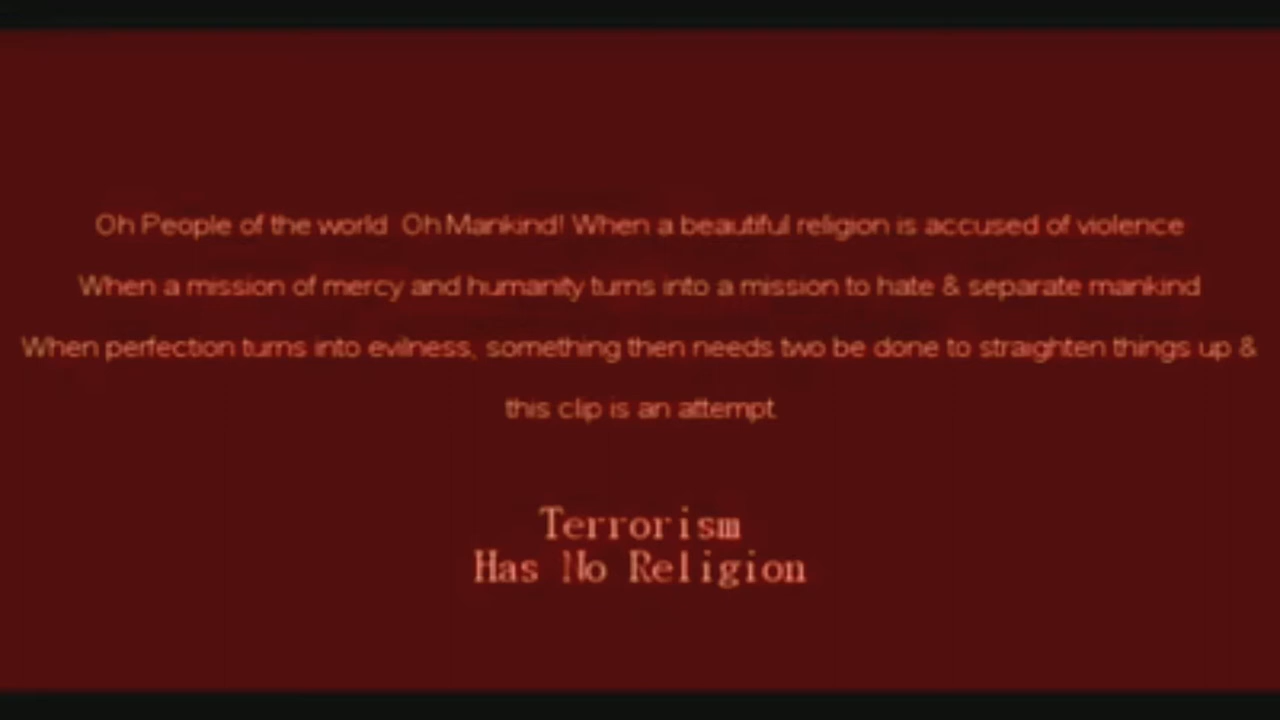 Oh People of the world Oh Mankind! When a beautiful religion is accused of violence
When a mission of mercy and humanity turns into a mission to hate & separate mankind
When perfection turns into evilness, something then needs two be done to straighten things up &
this clip is an attempt
Terrorism
Has No Religion